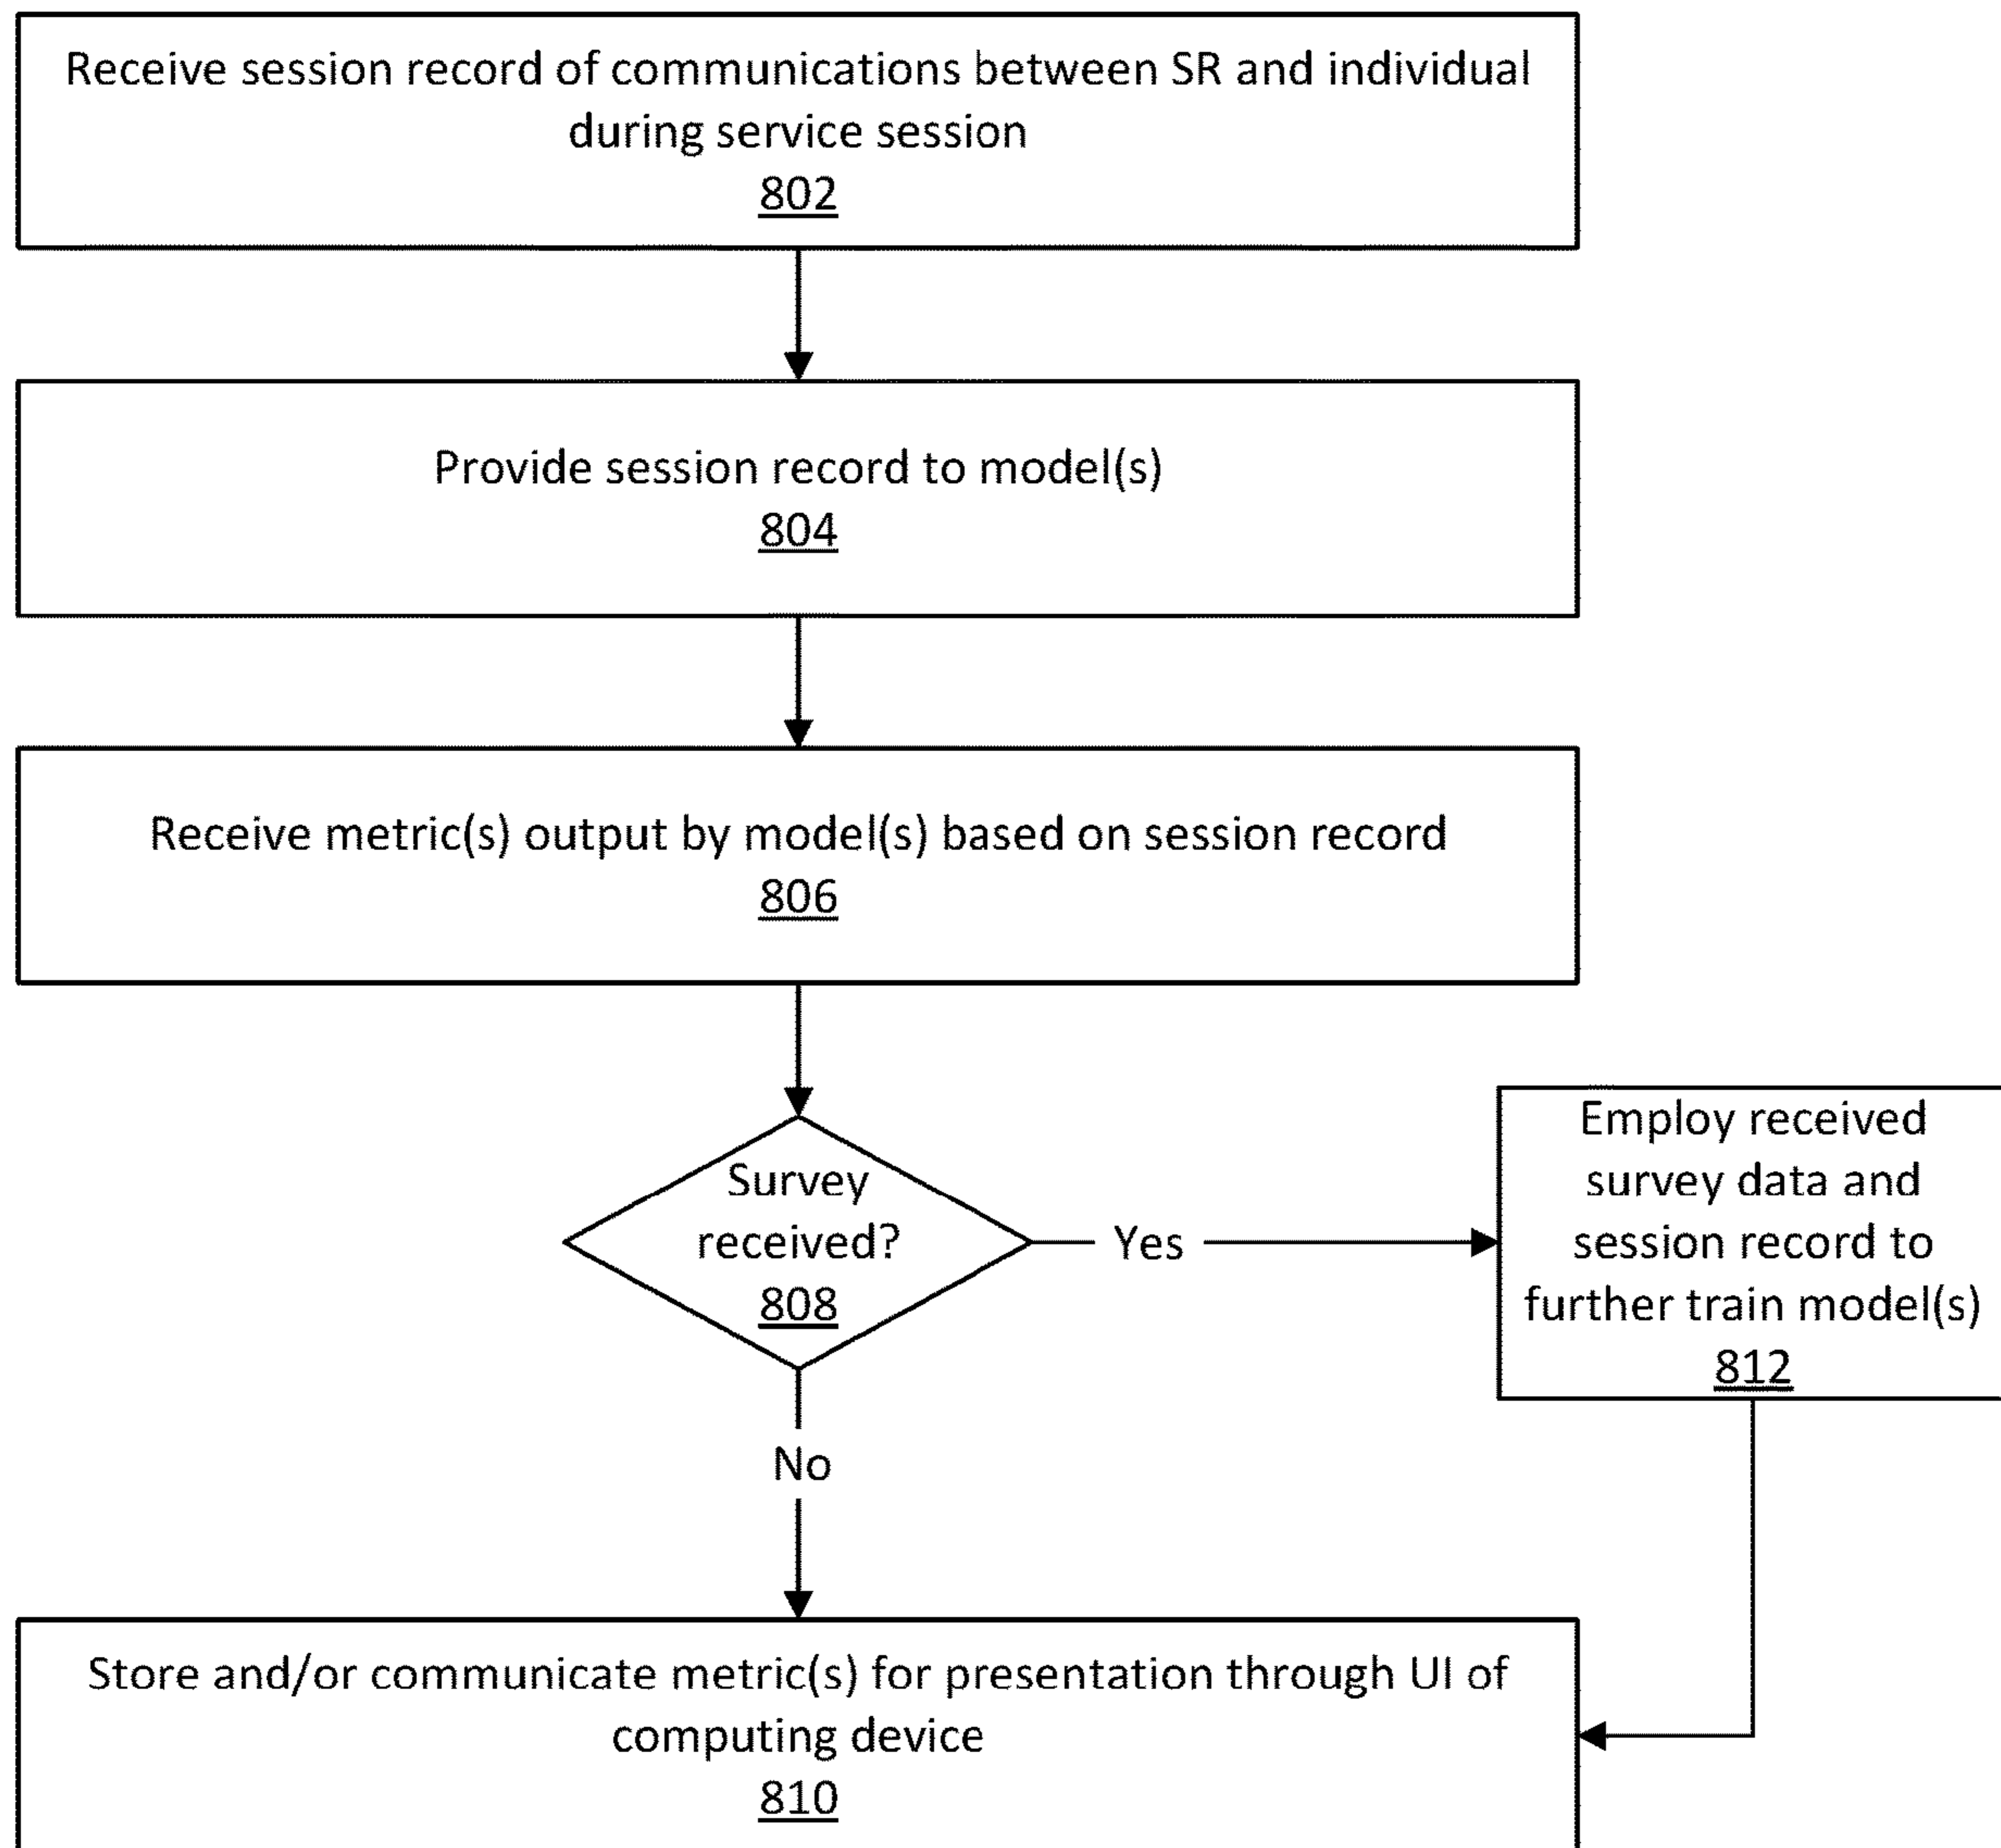 Receive session record of communications between SR and individual
during service session
802
Provide session record to model(s)
804
Receive metric(s) output by model(s) based on session record
806
Survey
received?
808
Yes
Employ received
survey data and
session record to
further train model(s)
812
No
Store and/or communicate metric(s) for presentation through UI of
computing device
810